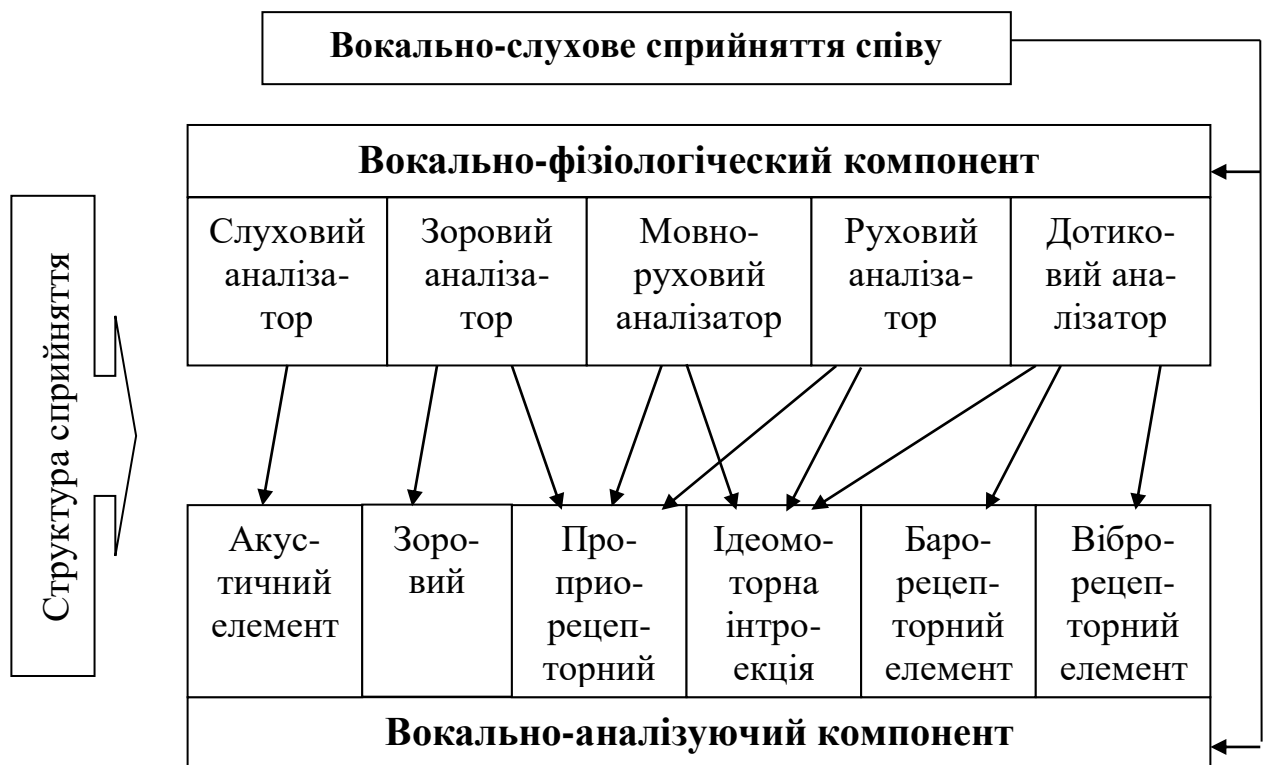 Вокально-слухове сприйняття співу
Вокально-фізіологіческий компонент
Структура сприйняття
Слуховий
аналіза-
тор
Зоровий
аналіза-
тор
Мовно-
руховий
аналізатор
Руховий
аналіза-
тор
Дотико-
вий ана-
лізатор
Акус-
тичний
елемент
Зоро-
вий
Про-
прио-
рецеп-
торний
Ідеомо-
торна
інтро-
екція
Баро-
рецеп-
торний
елемент
Вібро-
рецеп-
торний
елемент
Вокально-аналізуючий компонент